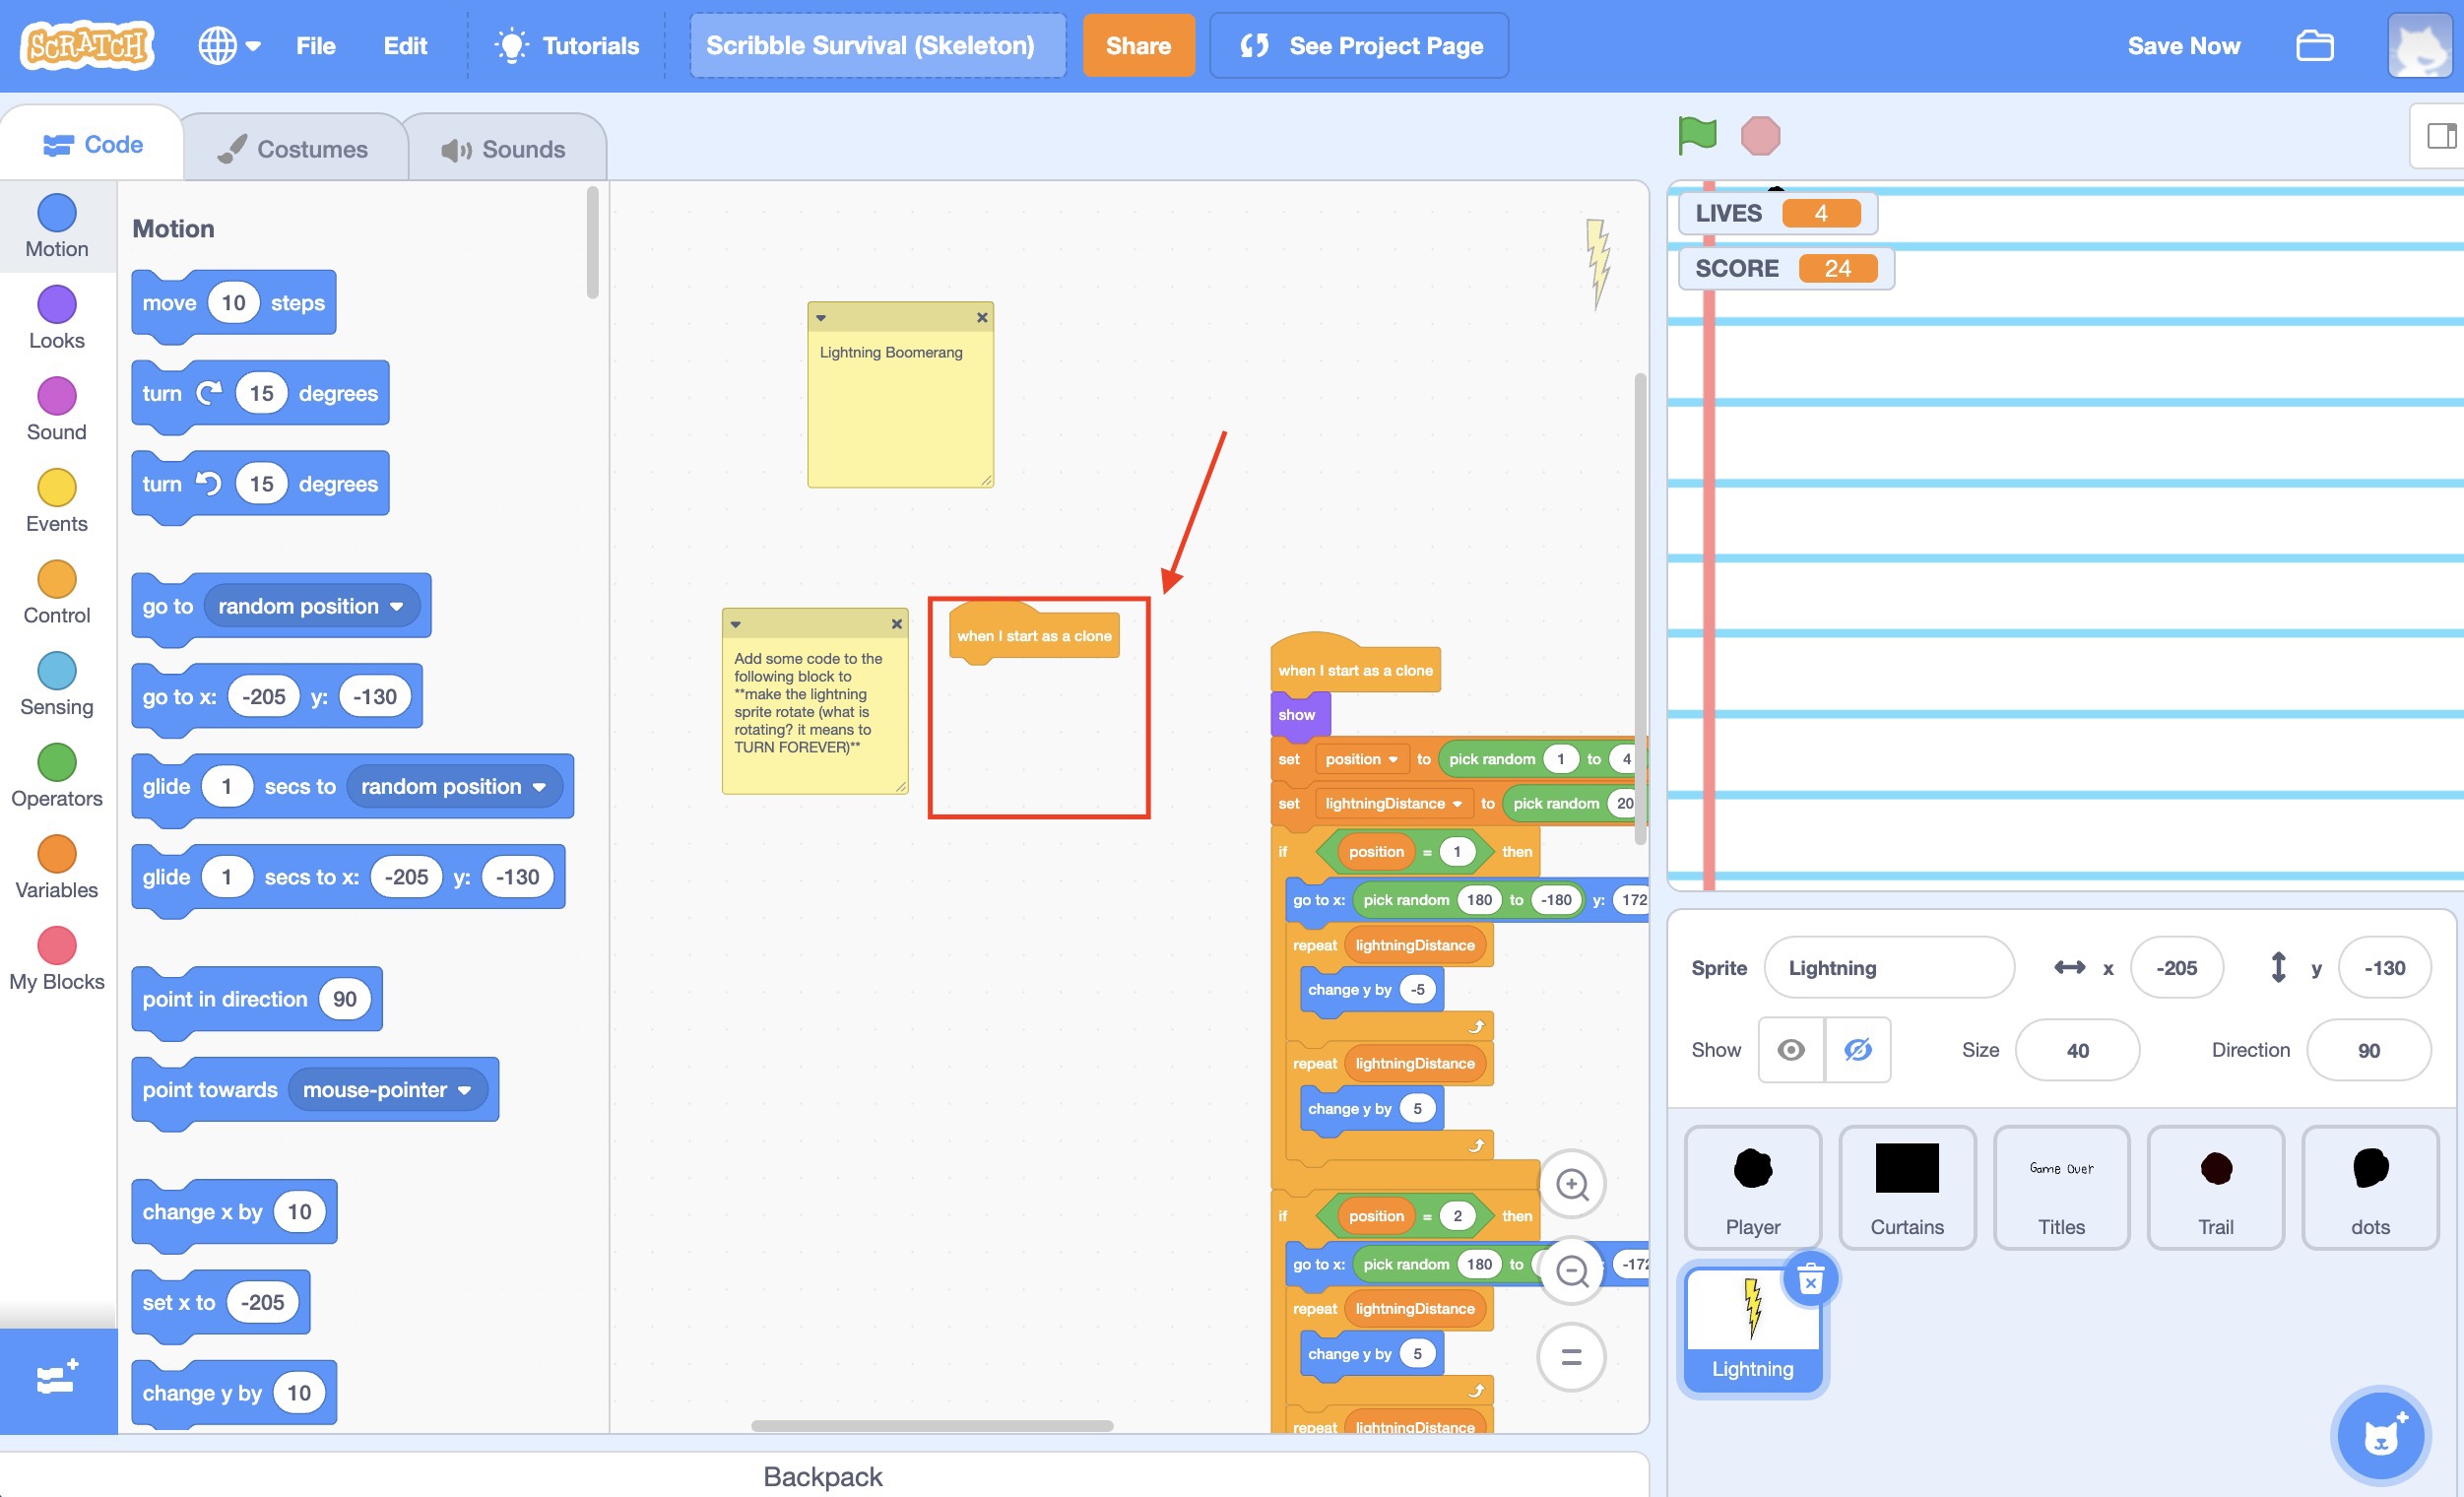 SCRATCH
File
Edit
Tutorials
Scribble Survival (Skeleton)
Share
See Project Page
Save Now
Code
Costumes
Sounds
Motion
Looks
Sound
Events
Control
Sensing
Operators
Variables
My Blocks
Motion
move 10 steps
turn 15 degrees
turn 15 degrees
go to random position
go to x: -205 y: -130
glide 1 secs to random position
glide 1 secs to x: -205 y: -130
point in direction 90
point towards mouse-pointer
change x by 10
set x to -205
change y by 10
Lightning Boomerang
Add some code to the
following block to
**make the lightning
sprite rotate (what is
rotating? it means to
TURN FOREVER)**
when I start as a clone
when I start as a clone
show
set position to pick random 1 to 4
set lightningDistance to pick random 20
if position = 1 then
go to x: pick random 180 to -180 y: 172
repeat lightningDistance
change y by -5
repeat lightningDistance
change y by 5
if position = 2 then
go to x: pick random 180 to -172
repeat lightningDistance
change y by 5
repeat lightningDistance
Backpack
LIVES 4
SCORE 24
Sprite Lightning x -205 y -130
Show Size 40 Direction 90
Player
Curtains
Game Over
Titles
Trail
dots
Lightning